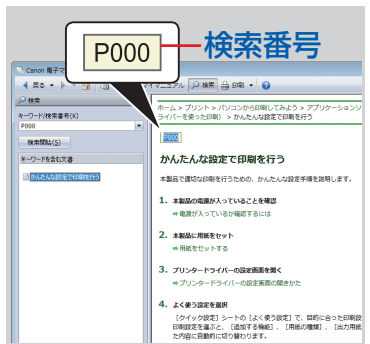 P000
検索番号
Canon 電子マ
戻る
マイマニュアル
検索
印刷
検索
キーワード/検索番号(K)
P000
検索開始(S)
キーワードを含む文書
かんたんな設定で印刷を行う
ホーム > プリント > パソコンから印刷してみよう > アプリケーションソ
ライバーを使った印刷） > かんたんな設定で印刷を行う
P000
かんたんな設定で印刷を行う
本製品で適切な印刷を行うための、かんたんな設定手順を説明します。
1. 本製品の電源が入っていることを確認
⇒電源が入っているか確認するには
2. 本製品に用紙をセット
⇒用紙をセットする
3. プリンタードライバーの設定画面を開く
⇒プリンタードライバーの設定画面の開きかた
4. よく使う設定を選択
［クイック設定］シートの［よく使う設定］で、目的に合った印刷設
印刷設定を選ぶと、［追加する機能］、［用紙の種類］、［出力用紙
た内容に自動的に切り替わります。